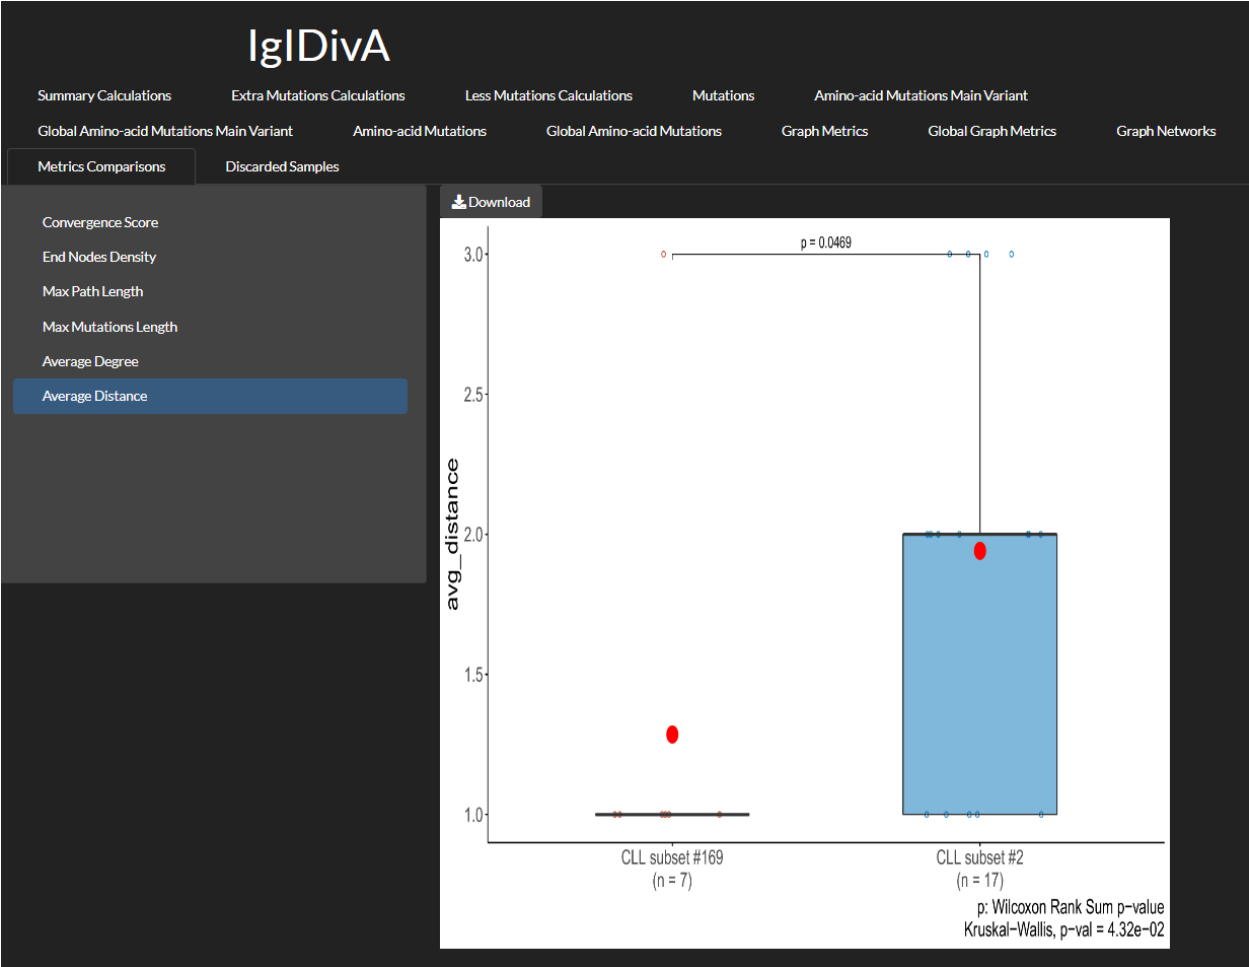 IgIDivA
Summary Calculations Extra Mutations Calculations Less Mutations Calculations Mutations Amino-acid Mutations Main Variant
Global Amino-acid Mutations Main Variant Amino-acid Mutations Global Amino-acid Mutations Graph Metrics Global Graph Metrics Graph Networks
Metrics Comparisons Discarded Samples
Convergence Score
End Nodes Density
Max Path Length
Max Mutations Length
Average Degree
Average Distance
Download
p = 0.0469
3.0
2.5
2.0
1.5
1.0
avg_distance
CLL subset #169
(n = 7)
CLL subset #2
(n = 17)
p: Wilcoxon Rank Sum p−value
Kruskal−Wallis, p−val = 4.32e−02